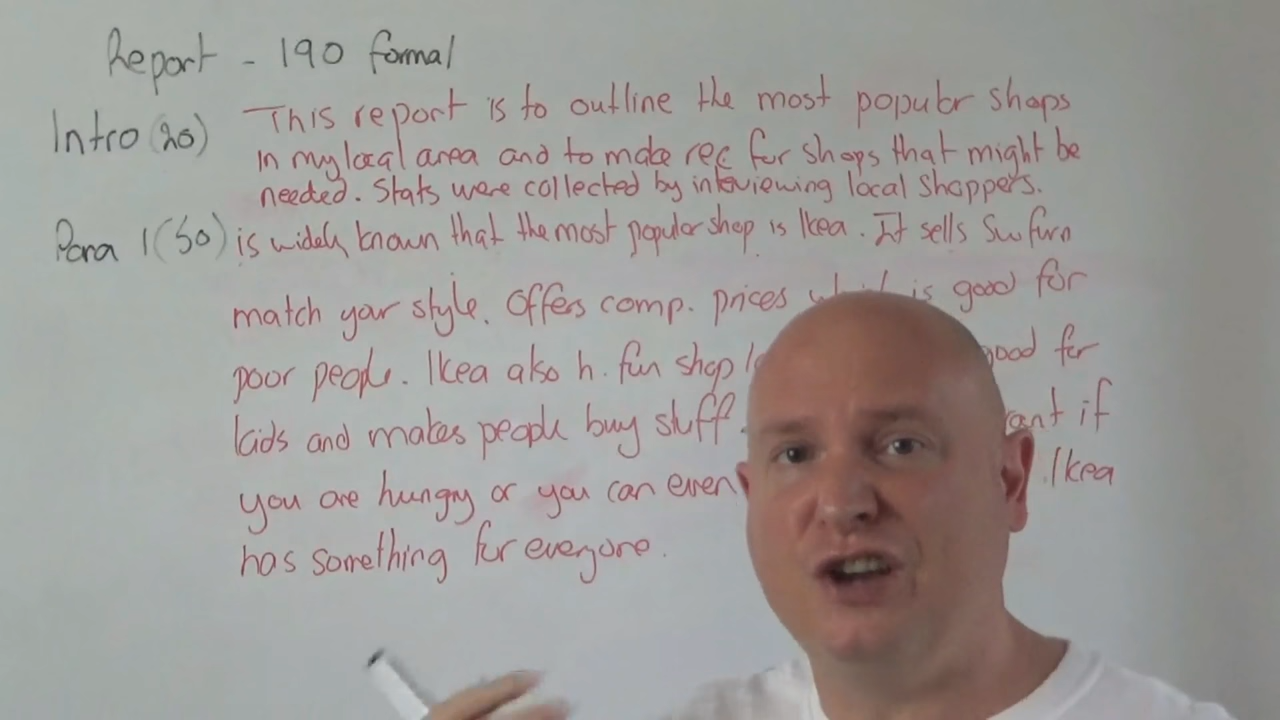 Report - 190 formal
Intro (20) This report is to outline the most popular shops
in my local area and to make rec for shops that might be
needed. Stats were collected by interviewing local shoppers.
Para 1 (50) is widely known that the most popular shop is Ikea. It sells Sw furn
match your style. Offers comp. prices which is good for
poor people. Ikea also h. fun shop good for
kids and makes people buy stuff. if
you are hungry or you can even . Ikea
has something for everyone.